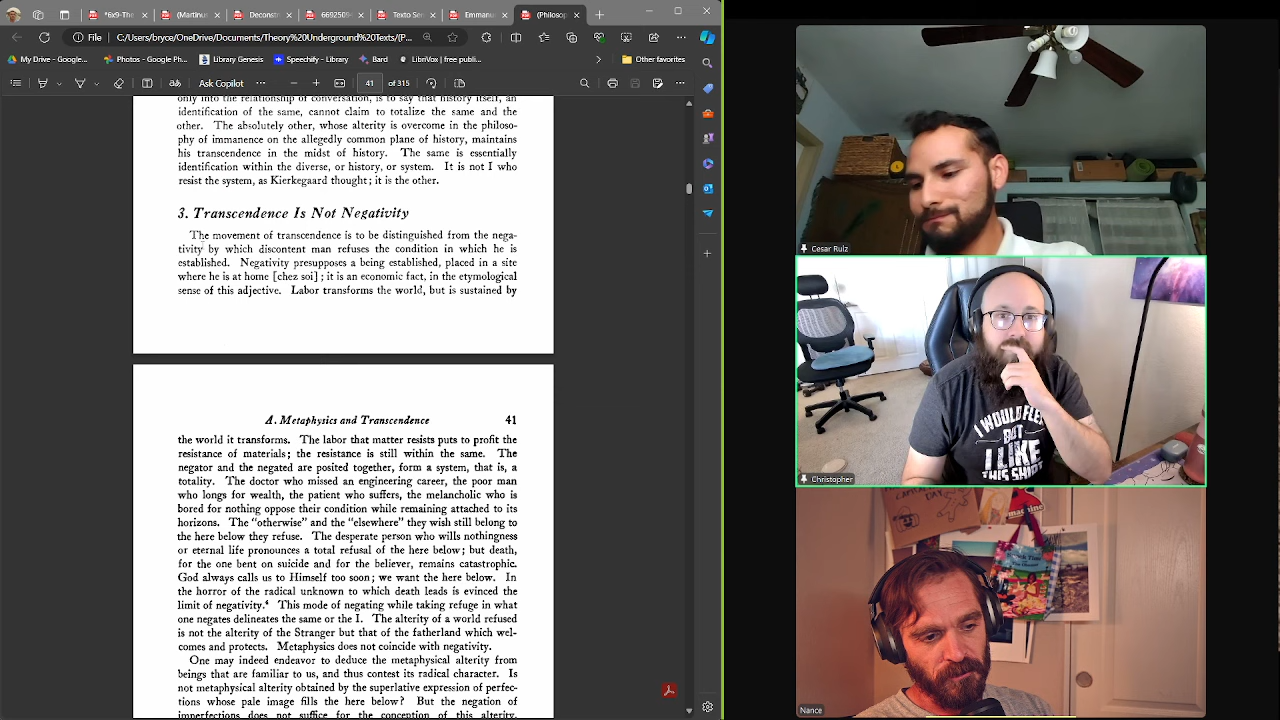 *6x9-The
(Martinu
Deconstr
6692509
Texto Se
Emmanu
(Philosop
File
C:/Users/bryce/OneDrive/Documents/Theory%20Underground/Texts/(P...
My Drive - Google...
Photos - Google Ph...
Library Genesis
Speechify - Library
Bard
LibriVox | free publi...
Other favorites
Ask Copilot
41
of 315
only into the relationship of conversation, is to say that history itself, an
identification of the same, cannot claim to totalize the same and the
other. The absolutely other, whose alterity is overcome in the philoso-
phy of immanence on the allegedly common plane of history, maintains
his transcendence in the midst of history. The same is essentially
identification within the diverse, or history, or system. It is not I who
resist the system, as Kierkegaard thought; it is the other.
3. Transcendence Is Not Negativity
The movement of transcendence is to be distinguished from the nega-
tivity by which discontent man refuses the condition in which he is
established. Negativity presupposes a being established, placed in a site
where he is at home [chez soi]; it is an economic fact, in the etymological
sense of this adjective. Labor transforms the world, but is sustained by
A. Metaphysics and Transcendence 41
the world it transforms. The labor that matter resists puts to profit the
resistance of materials; the resistance is still within the same. The
negator and the negated are posited together, form a system, that is, a
totality. The doctor who missed an engineering career, the poor man
who longs for wealth, the patient who suffers, the melancholic who is
bored for nothing oppose their condition while remaining attached to its
horizons. The "otherwise" and the "elsewhere" they wish still belong to
the here below they refuse. The desperate person who wills nothingness
or eternal life pronounces a total refusal of the here below; but death,
for the one bent on suicide and for the believer, remains catastrophic.
God always calls us to Himself too soon; we want the here below. In
the horror of the radical unknown to which death leads is evinced the
limit of negativity.⁴ This mode of negating while taking refuge in what
one negates delineates the same or the I. The alterity of a world refused
is not the alterity of the Stranger but that of the fatherland which wel-
comes and protects. Metaphysics does not coincide with negativity.
One may indeed endeavor to deduce the metaphysical alterity from
beings that are familiar to us, and thus contest its radical character. Is
not metaphysical alterity obtained by the superlative expression of perfec-
tions whose pale image fills the here below? But the negation of
imperfections does not suffice for the conception of this alterity.
Cesar Ruiz
I WOULD FLEX
BUT
I LIKE
THIS SHIRT
Christopher
DAY
machine
Nance